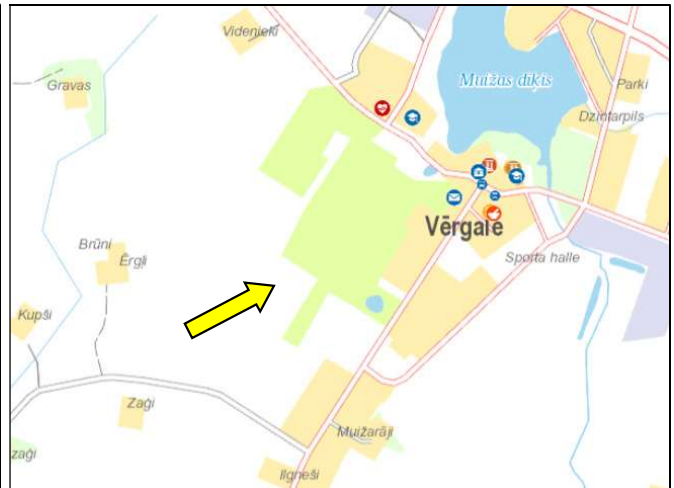 Videnieki
Gravas
Muižas dīķis
Parki
Dzintarpils
Vērgale
Brūni
Ērgļi
Sporta halle
Kupši
Zaģi
Muižarāji
zaģi
Ilgneši